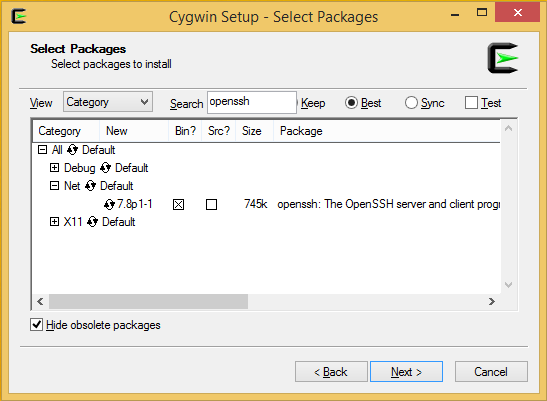 Cygwin Setup - Select Packages
Select Packages
Select packages to install
View Category Search openssh Keep Best Sync Test
Category New Bin? Src? Size Package
All Default
Debug Default
Net Default
7.8p1-1 745k openssh: The OpenSSH server and client prog
X11 Default
Hide obsolete packages
< Back Next > Cancel